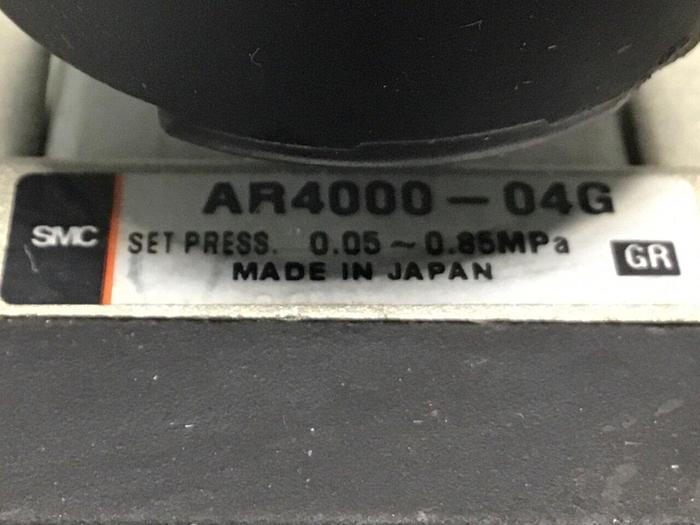 AR4000-04G
SMC
SET PRESS. 0.05~0.85MPa
GR
MADE IN JAPAN